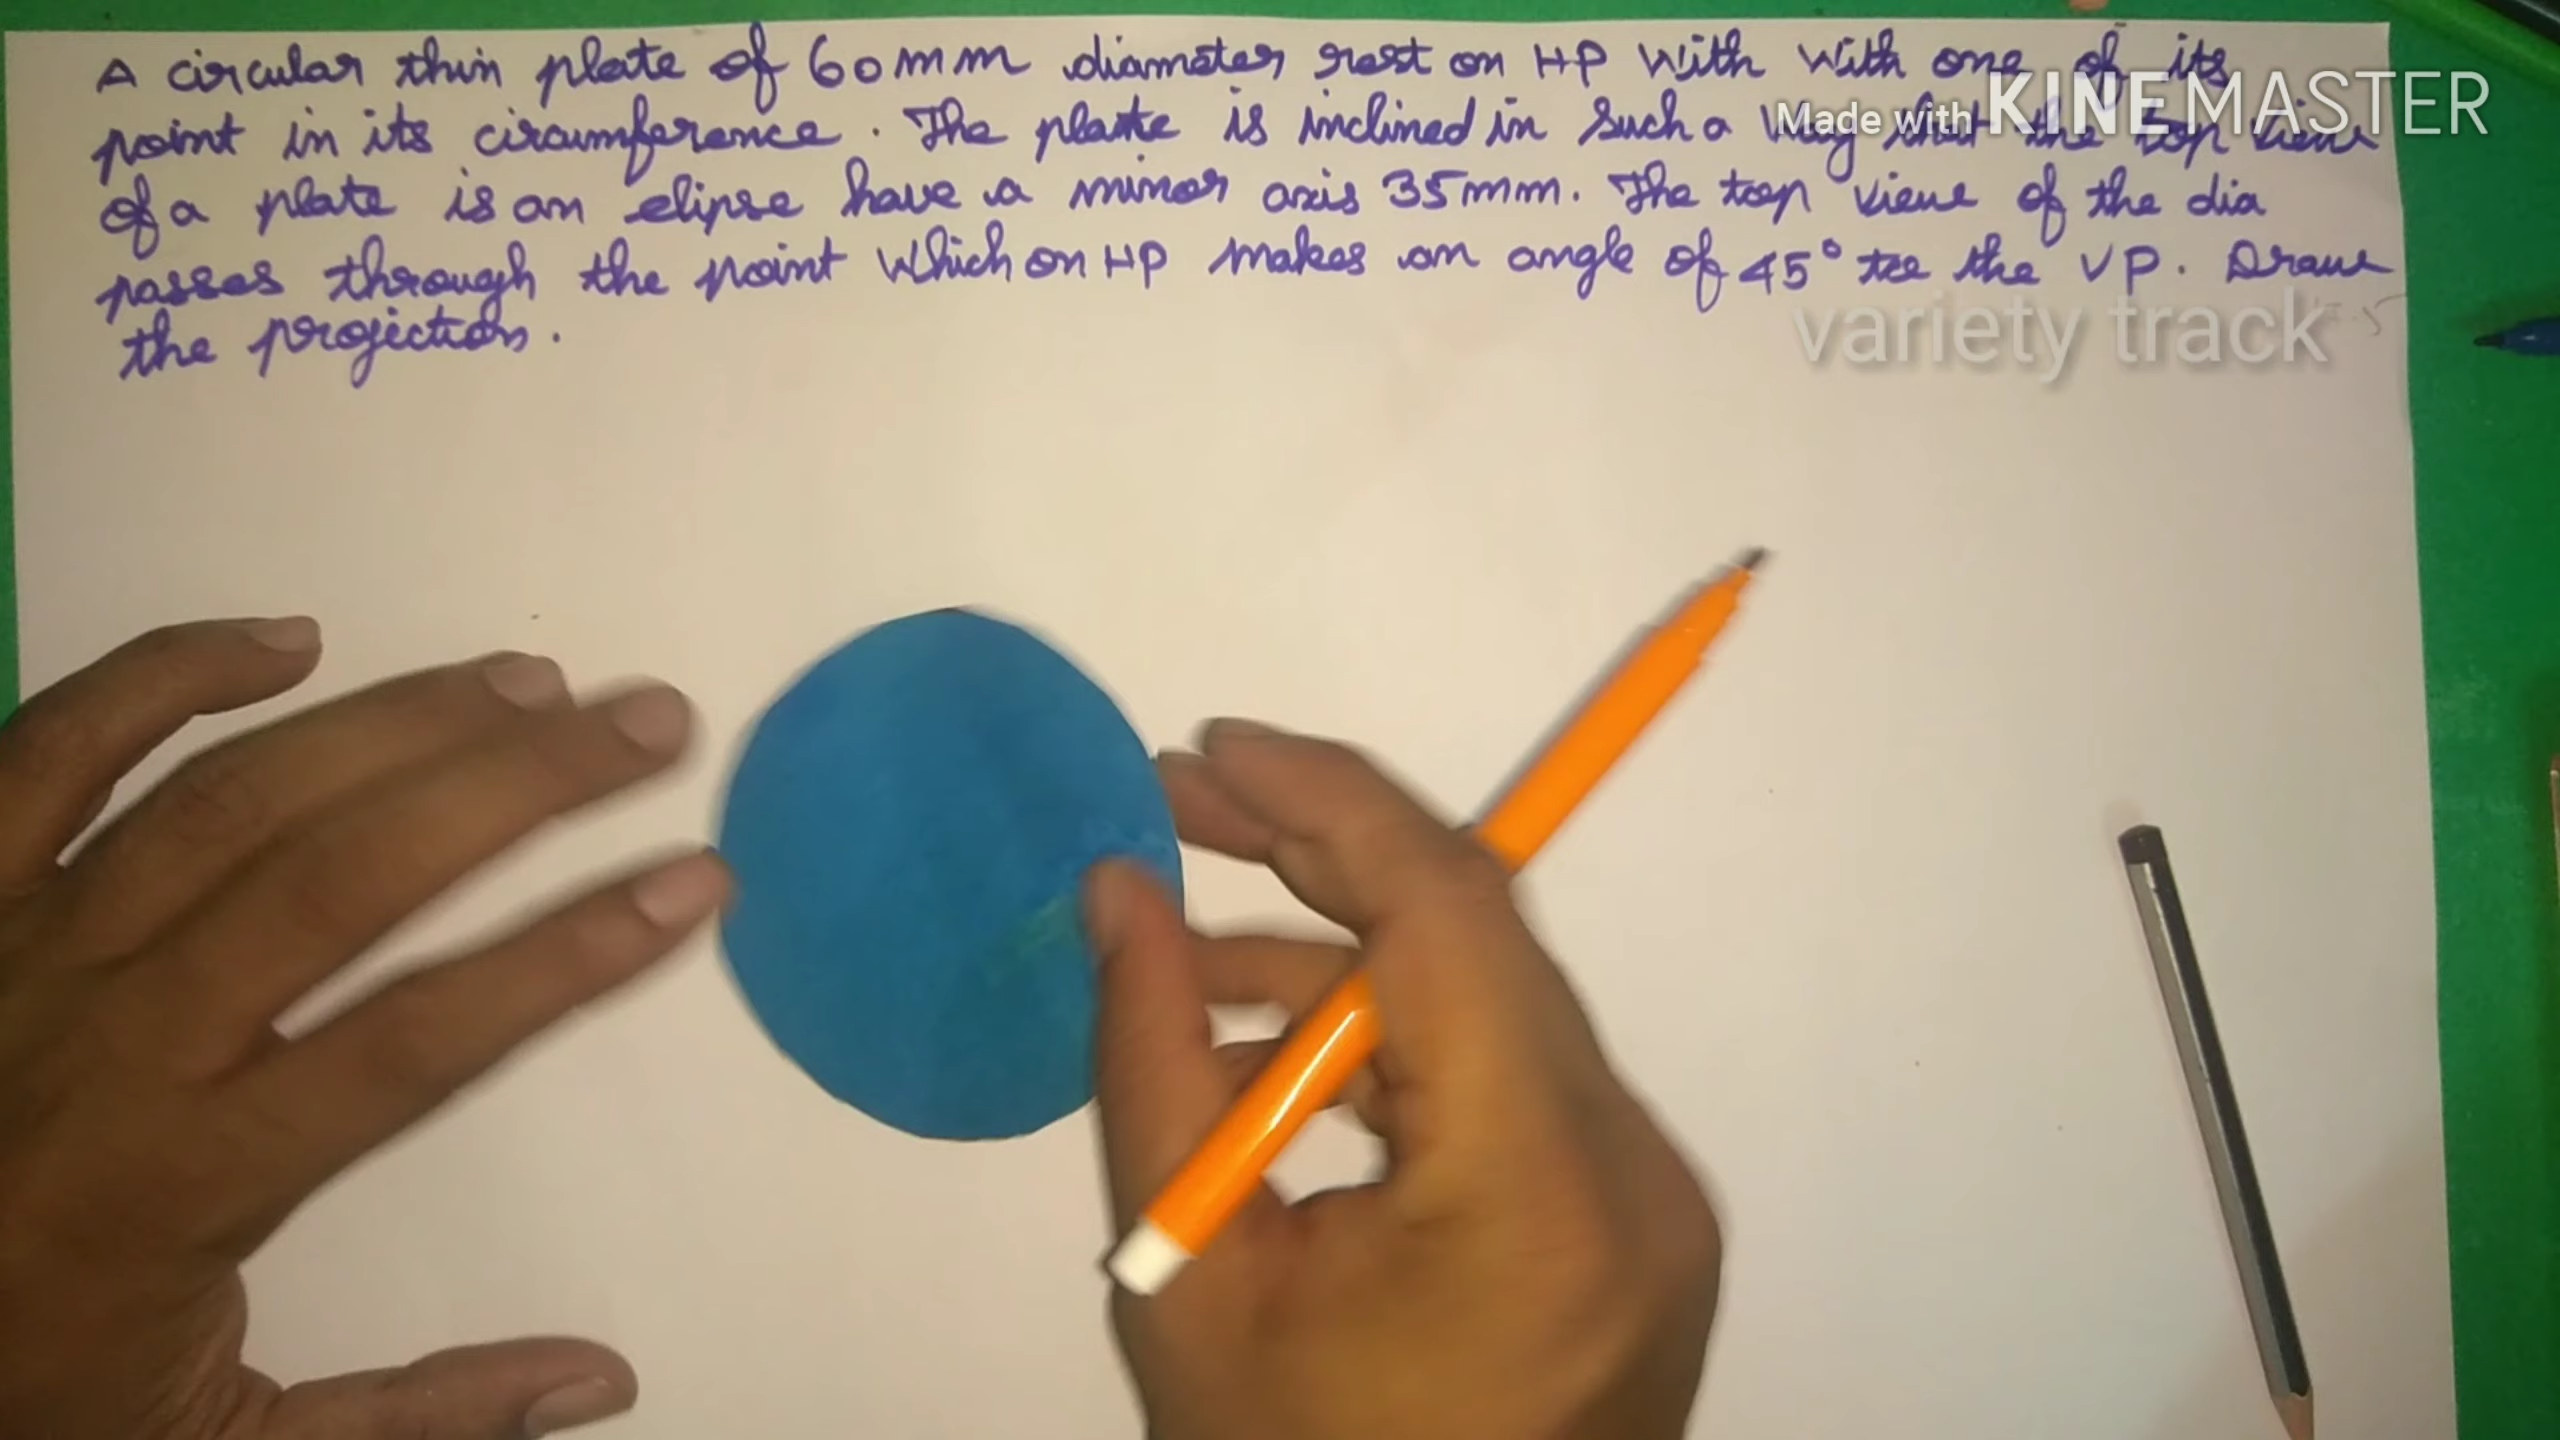 A circular thin plate of 60mm diameter rest on HP with with one of its
point in its circumference. The plate is inclined in such a way that the top view
of a plate is an elipse have a minor axis 35mm. The top view of the dia
passes through the point which on HP makes an angle of 45° to the VP. Draw
the projection.
Made with KINEMASTER
variety track